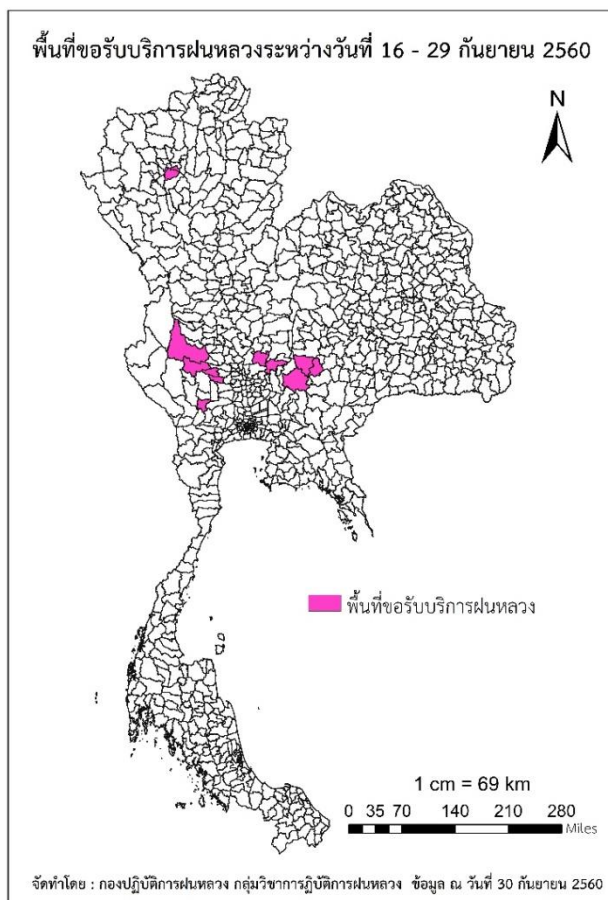 พื้นที่ขอรับบริการฝนหลวงระหว่างวันที่ 16 - 29 กันยายน 2560
N
พื้นที่ขอรับบริการฝนหลวง
1 cm = 69 km
0 35 70 140 210 280
Miles
จัดทำโดย : กองปฏิบัติการฝนหลวง กลุ่มวิชาการฏิบัติการฝนหลวง ข้อมูล ณ วันที่ 30 กันยายน 2560